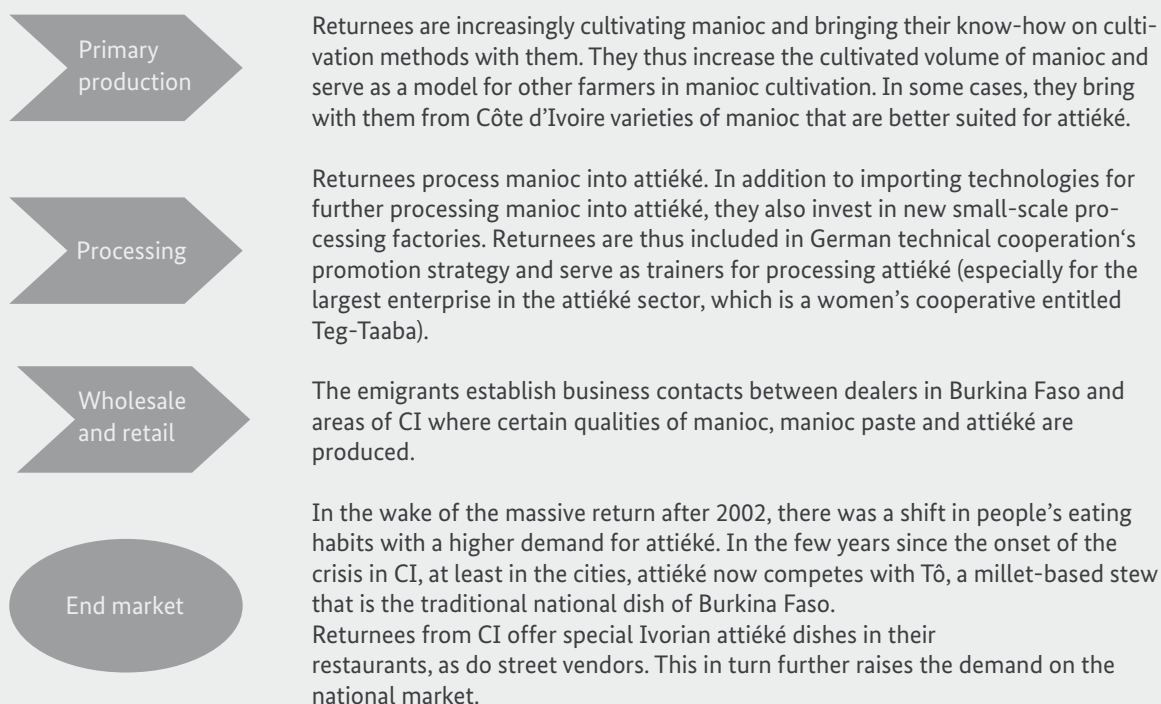 Primary
production
Returnees are increasingly cultivating manioc and bringing their know-how on culti-
vation methods with them. They thus increase the cultivated volume of manioc and
serve as a model for other farmers in manioc cultivation. In some cases, they bring
with them from Côte d’Ivoire varieties of manioc that are better suited for attiéké.
Processing
Returnees process manioc into attiéké. In addition to importing technologies for
further processing manioc into attiéké, they also invest in new small-scale pro-
cessing factories. Returnees are thus included in German technical cooperation‘s
promotion strategy and serve as trainers for processing attiéké (especially for the
largest enterprise in the attiéké sector, which is a women’s cooperative entitled
Teg-Taaba).
Wholesale
and retail
The emigrants establish business contacts between dealers in Burkina Faso and
areas of CI where certain qualities of manioc, manioc paste and attiéké are
produced.
End market
In the wake of the massive return after 2002, there was a shift in people’s eating
habits with a higher demand for attiéké. In the few years since the onset of the
crisis in CI, at least in the cities, attiéké now competes with Tô, a millet-based stew
that is the traditional national dish of Burkina Faso.
Returnees from CI offer special Ivorian attiéké dishes in their
restaurants, as do street vendors. This in turn further raises the demand on the
national market.